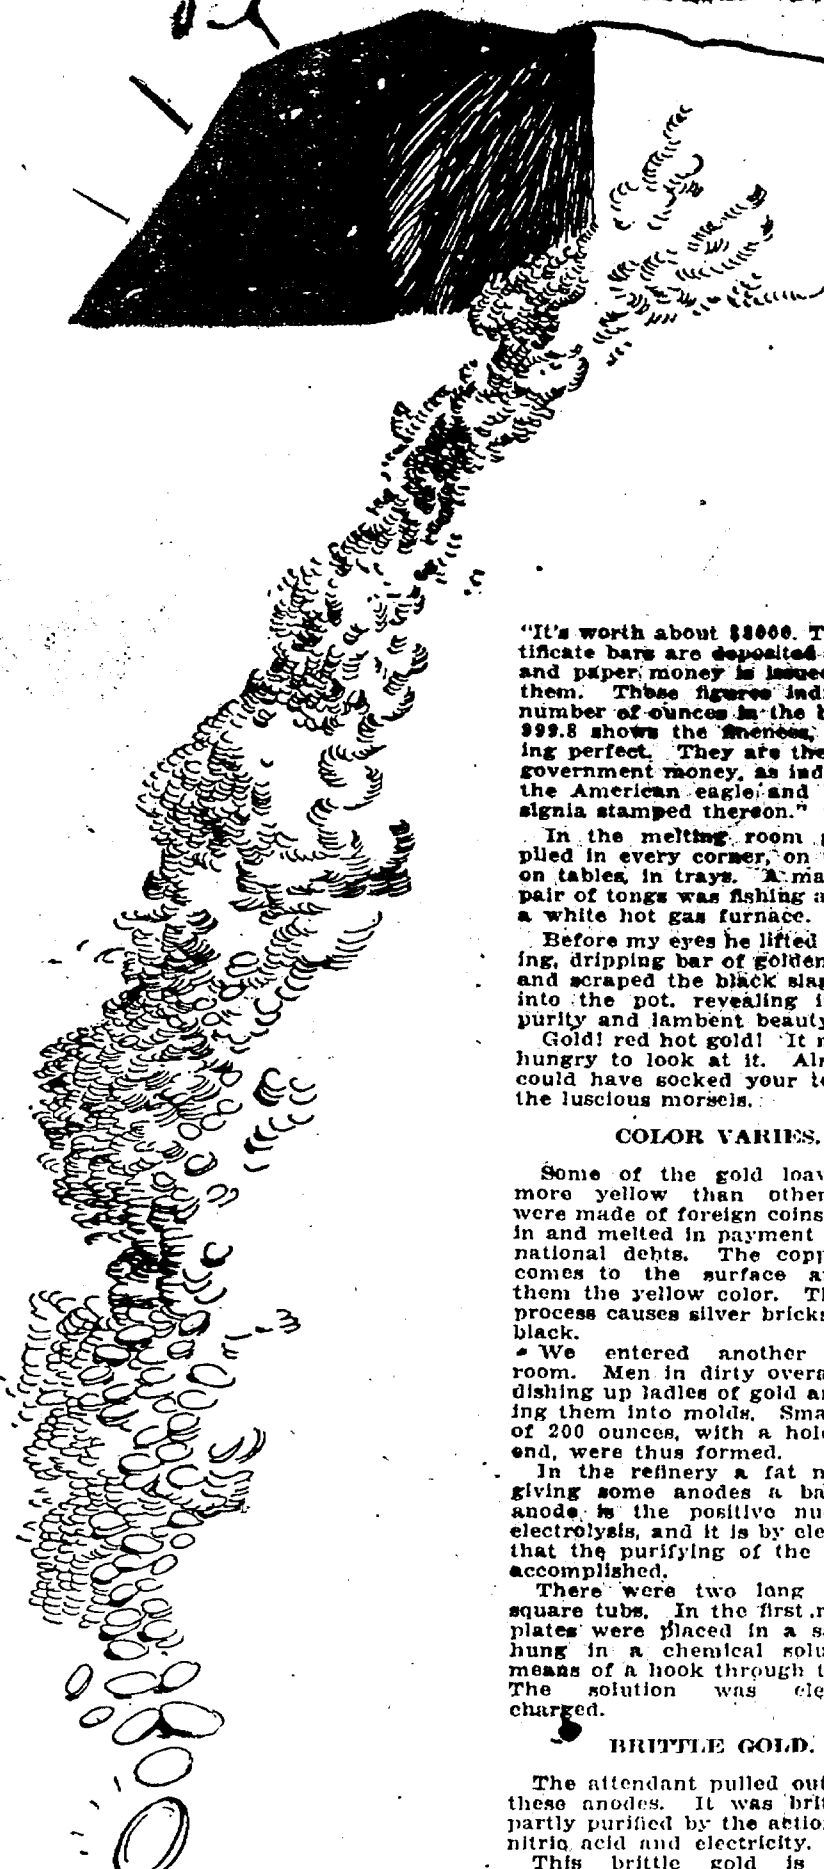 "It's worth about $8000. T
tificate bars are deposited
and paper money is issued
them. These figures ind
number of ounces in the b
999.8 shows the fineness,
ing perfect. They are the
government money, as ind
the American eagle and
signia stamped thereon."
In the melting room g
piled in every corner, on
on tables, in trays. A ma
pair of tongs was fishing a
a white hot gas furnace.
Before my eyes he lifted
ing, dripping bar of golden
and scraped the black slag
into the pot, revealing i
purity and lambent beauty
Gold! red hot gold! It m
hungry to look at it. Alm
could have socked your te
the luscious morsels.
COLOR VARIES.
Some of the gold loav
more yellow than other
were made of foreign coins
in and melted in payment
national debts. The copp
comes to the surface a
them the yellow color. Th
process causes silver bricks
black.
We entered another
room. Men in dirty overa
dishing up ladles of gold a
ing them into molds. Sma
of 200 ounces, with a hol
end, were thus formed.
In the refinery a fat m
giving some anodes a ba
anode is the positive nu
electrolysis, and it is by ele
that the purifying of the
accomplished.
There were two long
square tubs. In the first
plates were placed in a s
hung in a chemical solu
means of a hook through t
The solution was ele
charged.
BRITTLE GOLD.
The attendant pulled out
these anodes. It was brit
partly purified by the actio
nitric acid and electricity.
This brittle gold is